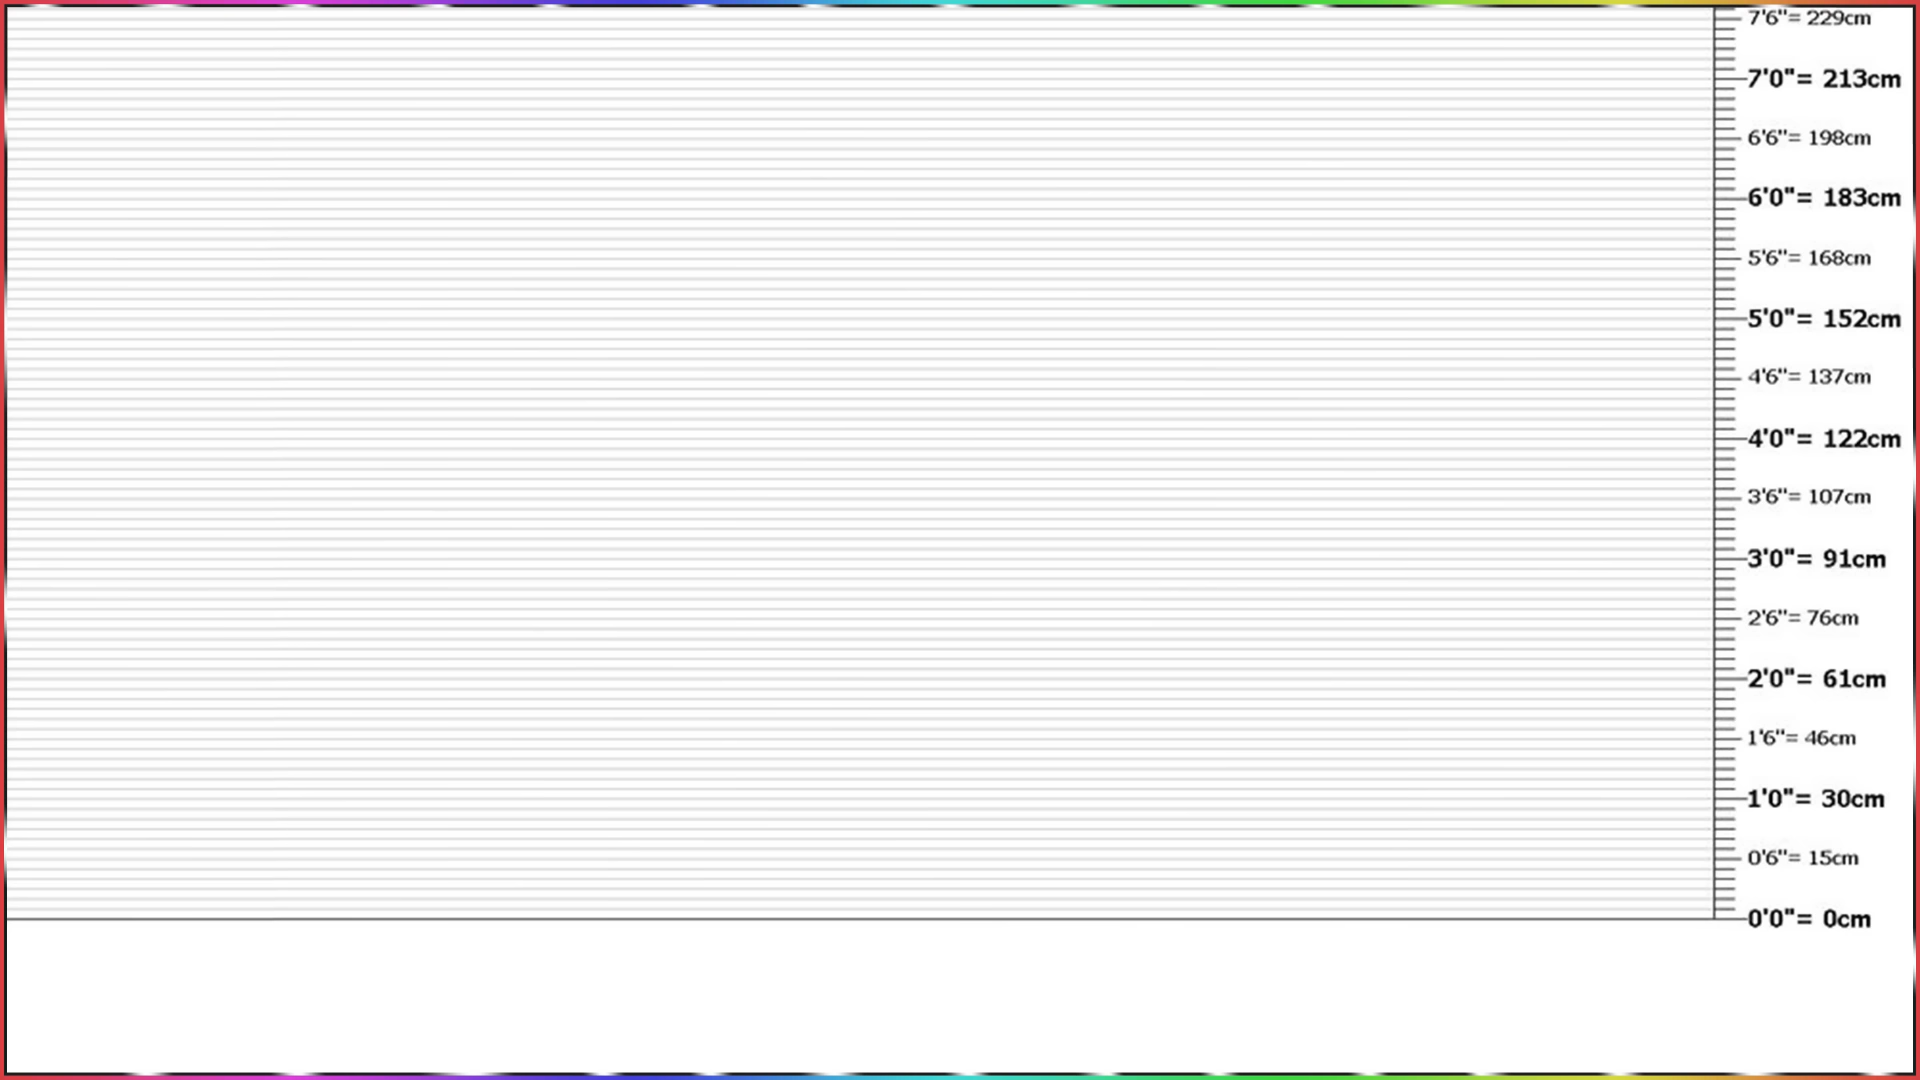 7'6"= 229cm
7'0"= 213cm
6'6"= 198cm
6'0"= 183cm
5'6"= 168cm
5'0"= 152cm
4'6"= 137cm
4'0"= 122cm
3'6"= 107cm
3'0"= 91cm
2'6"= 76cm
2'0"= 61cm
1'6"= 46cm
1'0"= 30cm
0'6"= 15cm
0'0"= 0cm